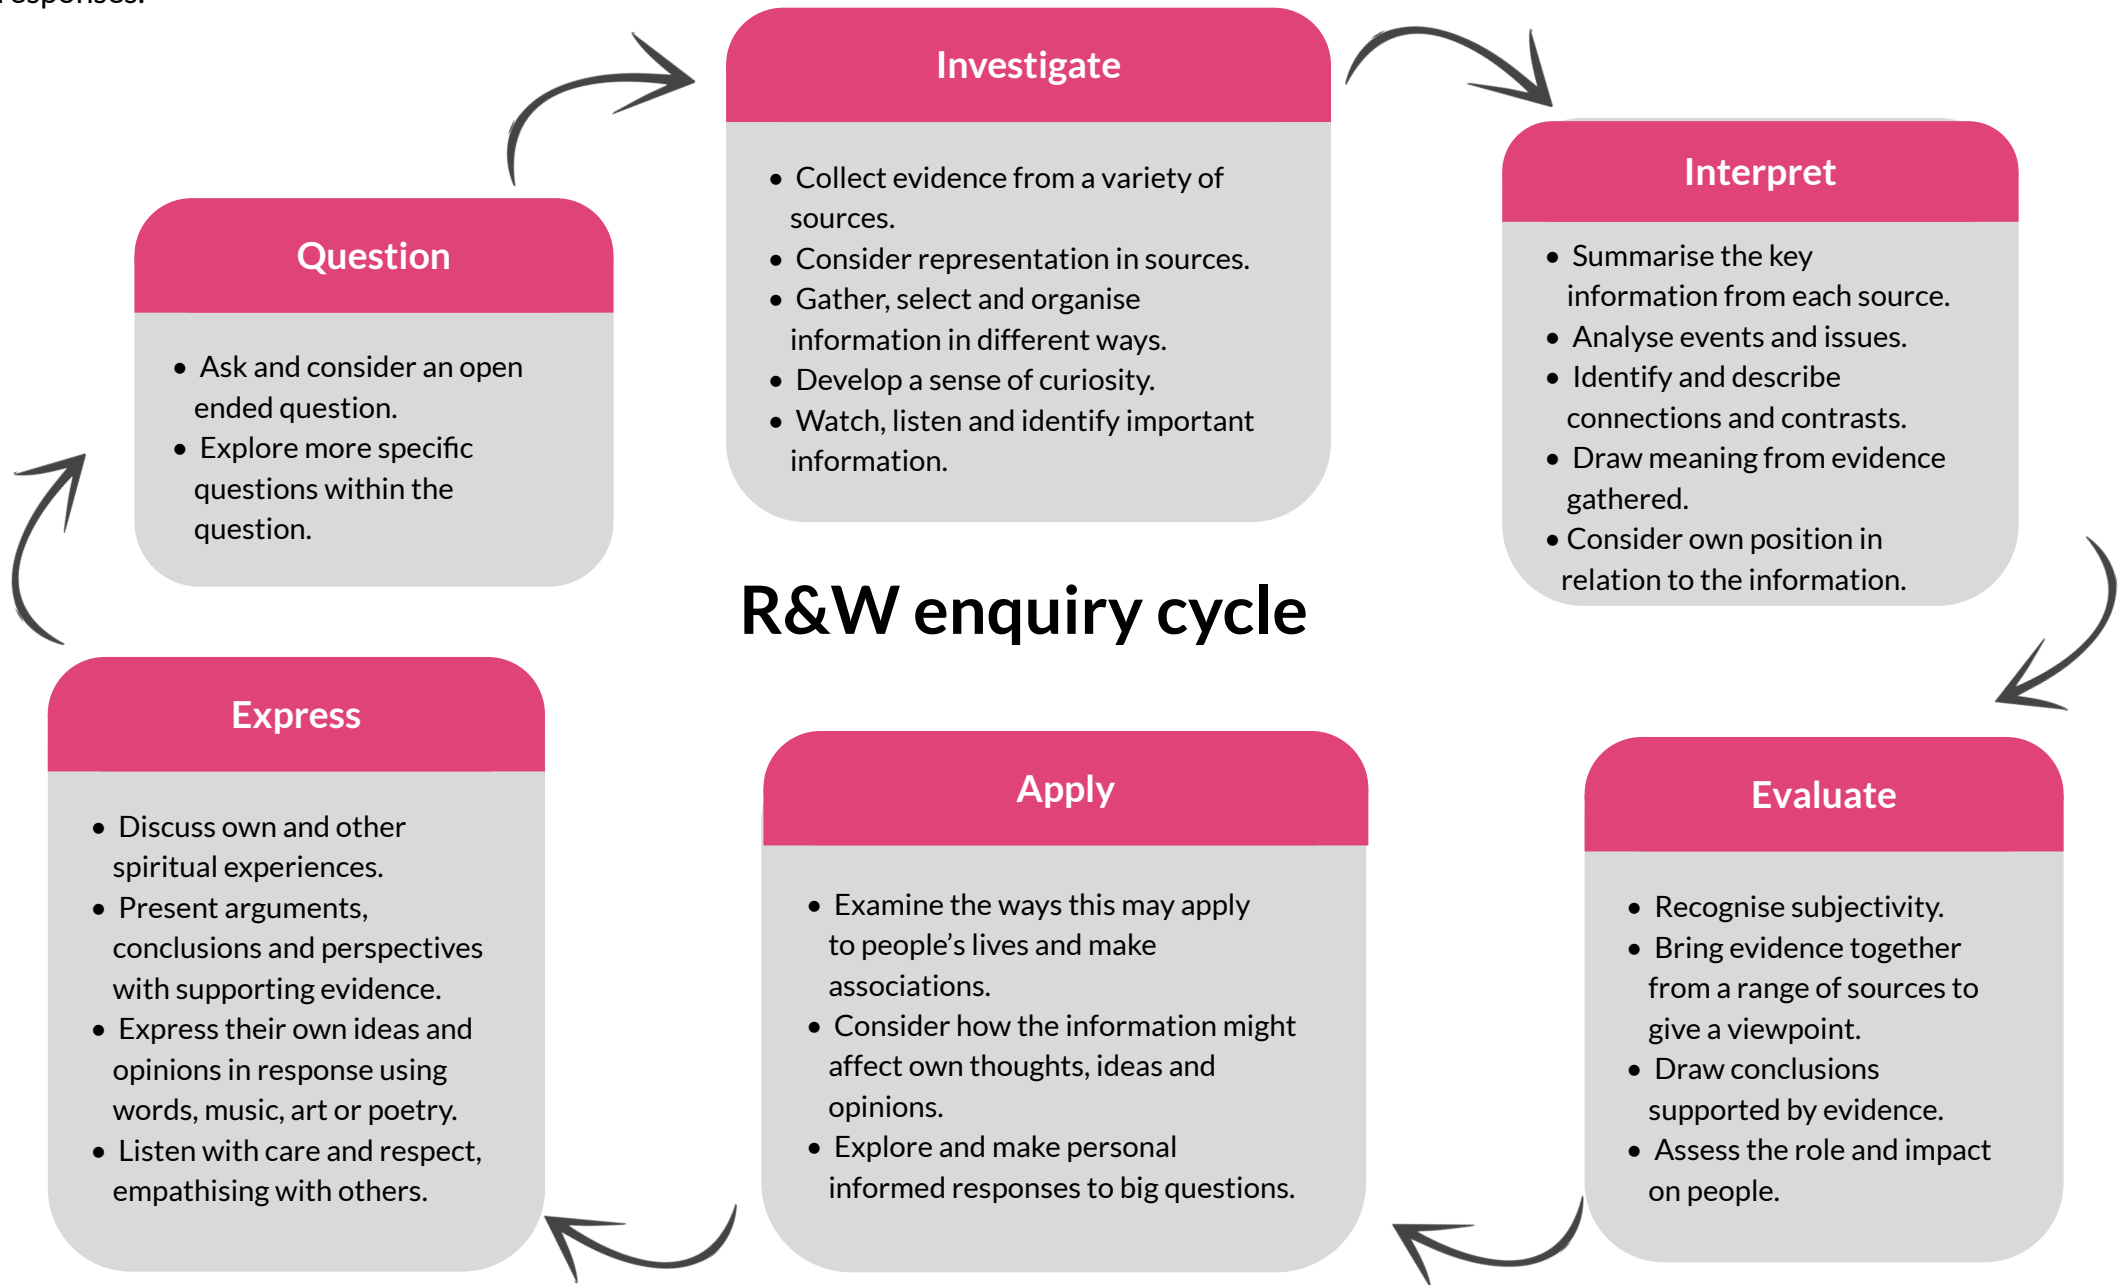 responses.
Investigate
• Collect evidence from a variety of
sources.
• Consider representation in sources.
• Gather, select and organise
information in different ways.
• Develop a sense of curiosity.
• Watch, listen and identify important
information.
Interpret
• Summarise the key
information from each source.
• Analyse events and issues.
• Identify and describe
connections and contrasts.
• Draw meaning from evidence
gathered.
• Consider own position in
relation to the information.
Question
• Ask and consider an open
ended question.
• Explore more specific
questions within the
question.
R&W enquiry cycle
Express
• Discuss own and other
spiritual experiences.
• Present arguments,
conclusions and perspectives
with supporting evidence.
• Express their own ideas and
opinions in response using
words, music, art or poetry.
• Listen with care and respect,
empathising with others.
Apply
• Examine the ways this may apply
to people’s lives and make
associations.
• Consider how the information might
affect own thoughts, ideas and
opinions.
• Explore and make personal
informed responses to big questions.
Evaluate
• Recognise subjectivity.
• Bring evidence together
from a range of sources to
give a viewpoint.
• Draw conclusions
supported by evidence.
• Assess the role and impact
on people.